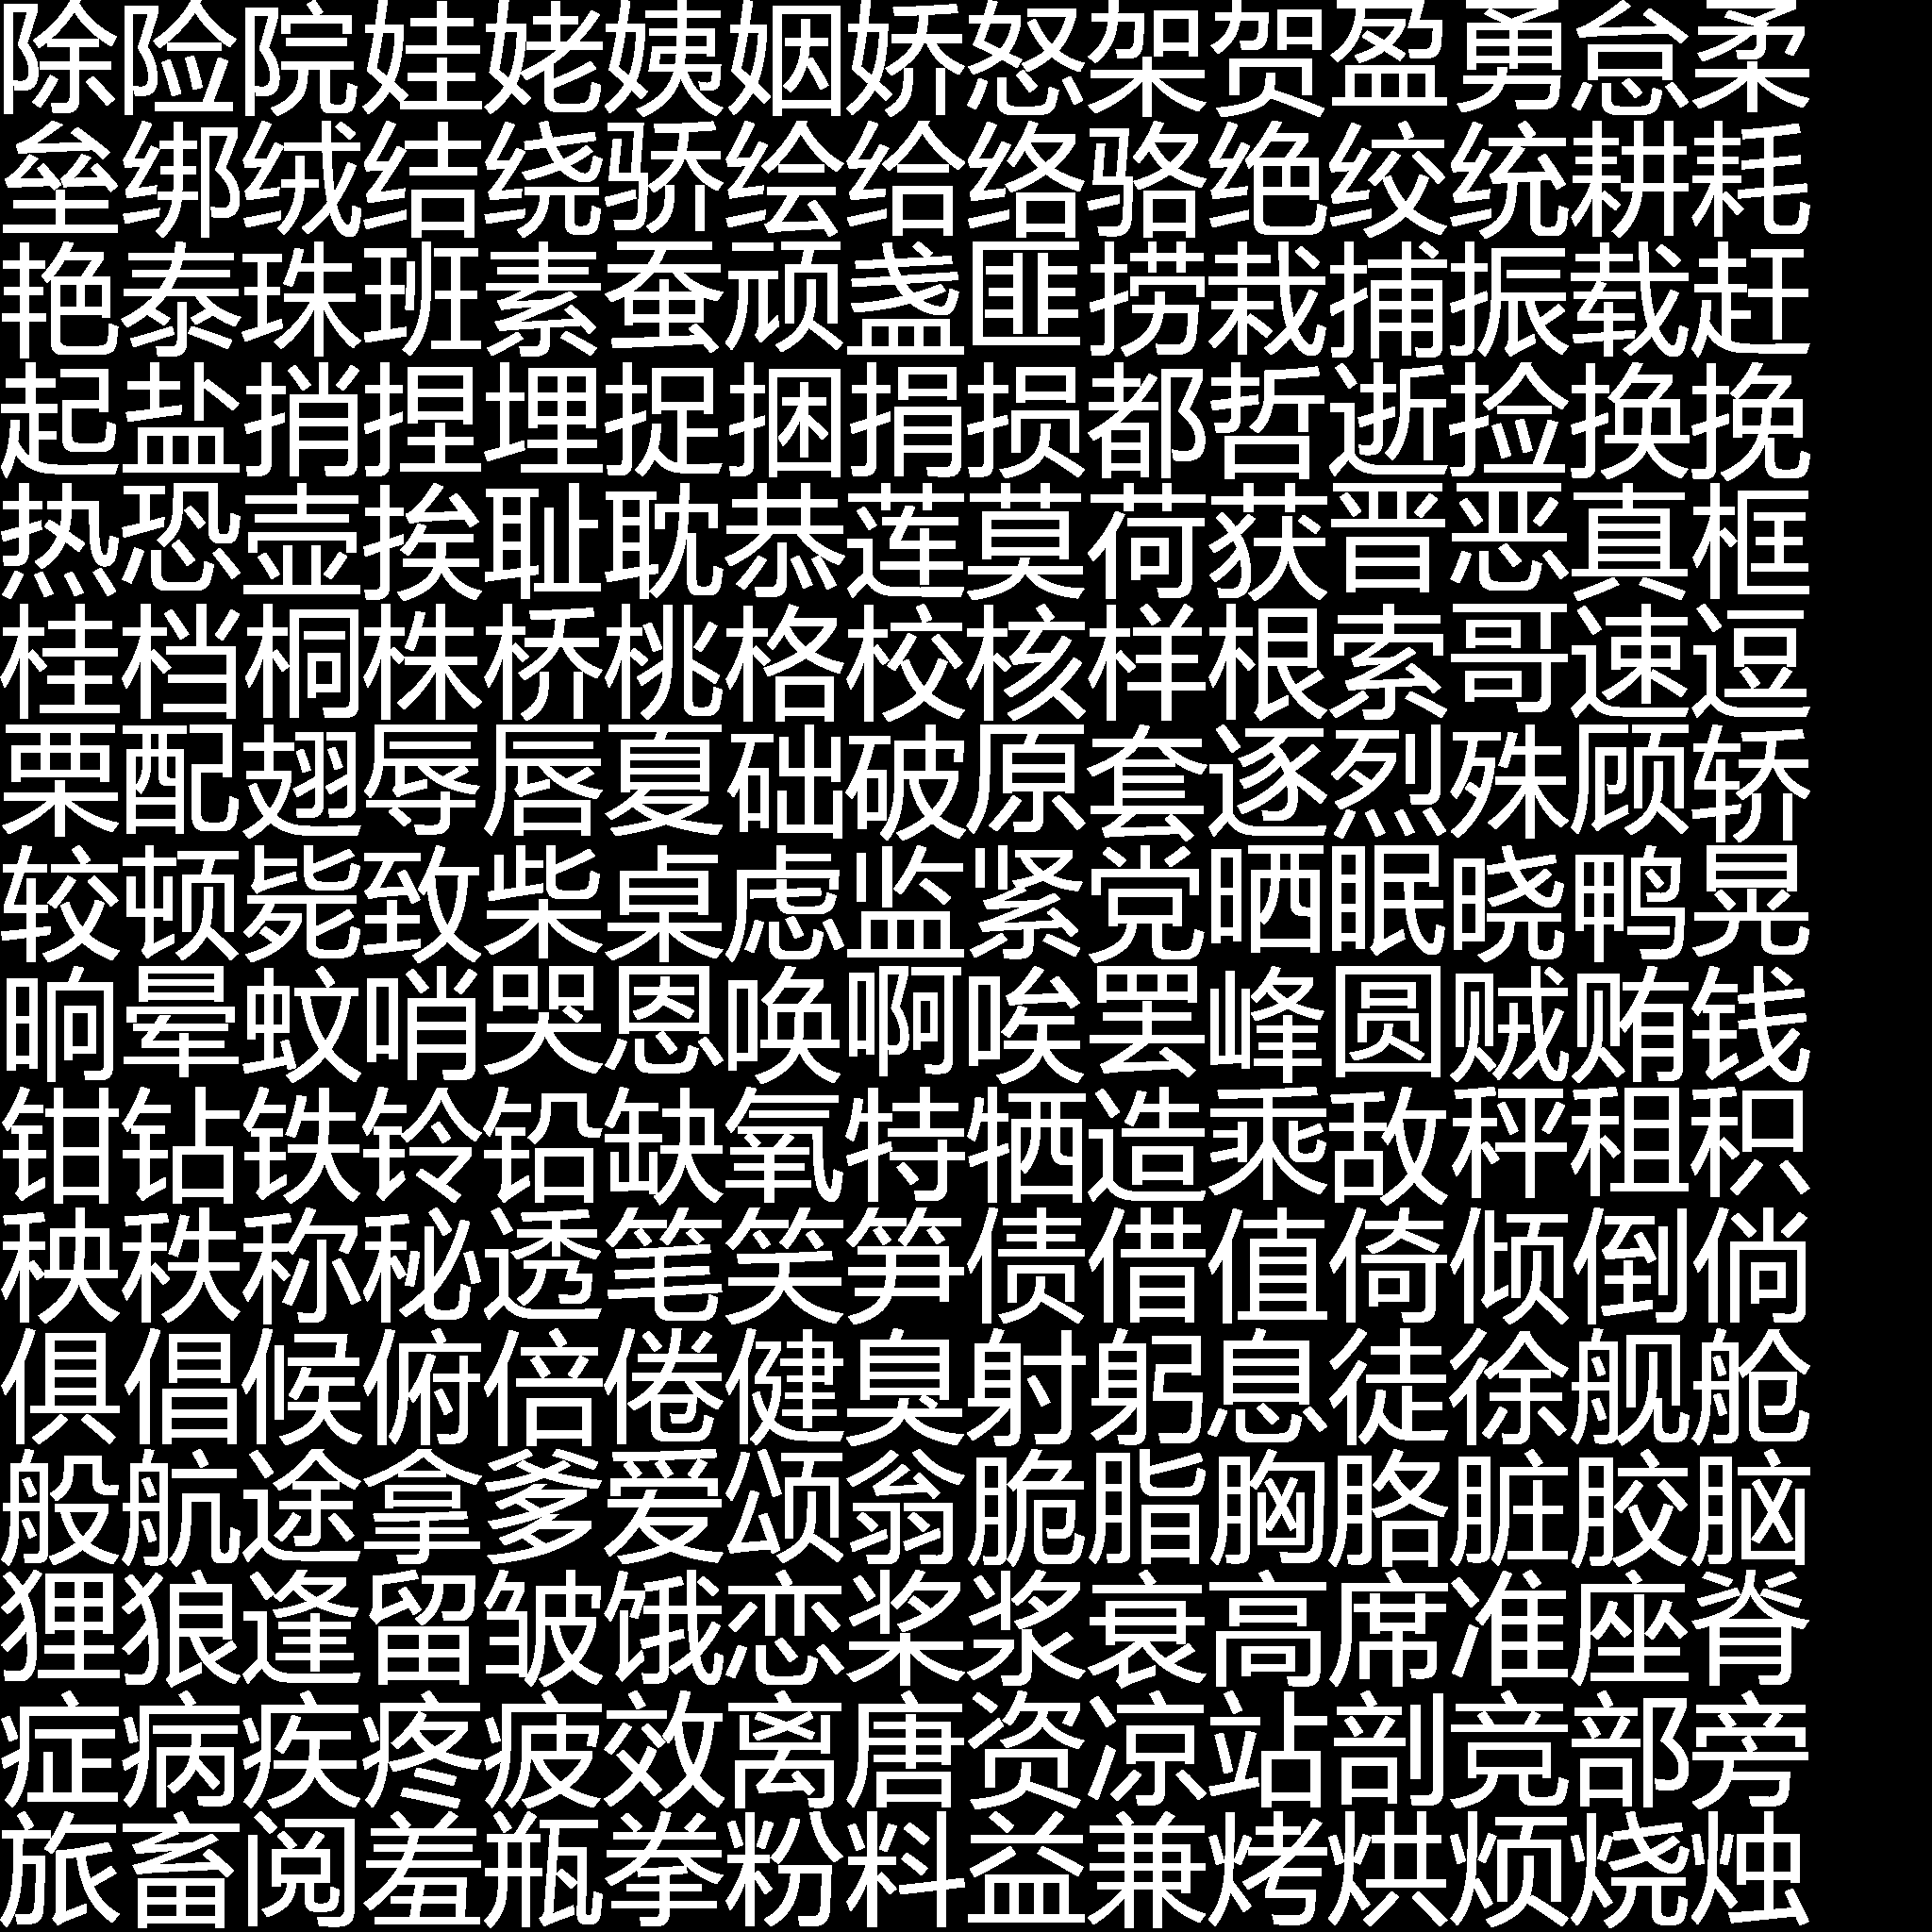 除险院娃姥姨姻娇怒架贺盈勇怠柔
垒绑绒结绕骄绘给络骆绝绞统耕耗
艳泰珠班素蚕顽盏匪捞栽捕振载赶
起盐捎捏埋捉捆捐损都哲逝捡换挽
热恐壶挨耻耽恭莲莫荷获晋恶真框
桂档桐株桥桃格校核样根索哥速逗
栗配翅辱唇夏础破原套逐烈殊顾轿
较顿毙致柴桌虑监紧党晒眠晓鸭晃
晌晕蚊哨哭恩唤啊唉罢峰圆贼贿钱
钳钻铁铃铅缺氧特牺造乘敌秤租积
秧秩称秘透笔笑笋债借值倚倾倒倘
俱倡候俯倍倦健臭射躬息徒徐舰舱
般航途拿爹爱颂翁脆脂胸胳脏胶脑
狸狼逢留皱饿恋桨浆衰高席准座脊
症病疾疼疲效离唐资凉站剖竞部旁
旅畜阅羞瓶拳粉料益兼烤烘烦烧烛